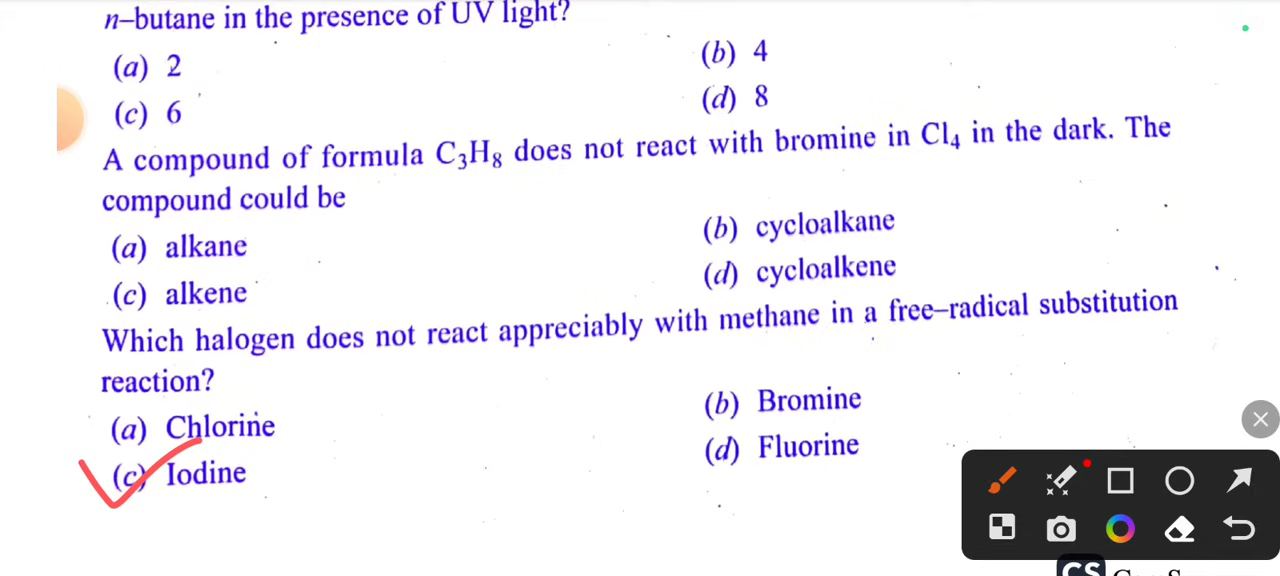 n–butane in the presence of UV light?
(a) 2
(b) 4
(c) 6
(d) 8
A compound of formula C₃H₈ does not react with bromine in Cl₄ in the dark. The
compound could be
(a) alkane
(b) cycloalkane
(c) alkene
(d) cycloalkene
Which halogen does not react appreciably with methane in a free–radical substitution
reaction?
(a) Chlorine
(b) Bromine
(c) Iodine
(d) Fluorine
CS